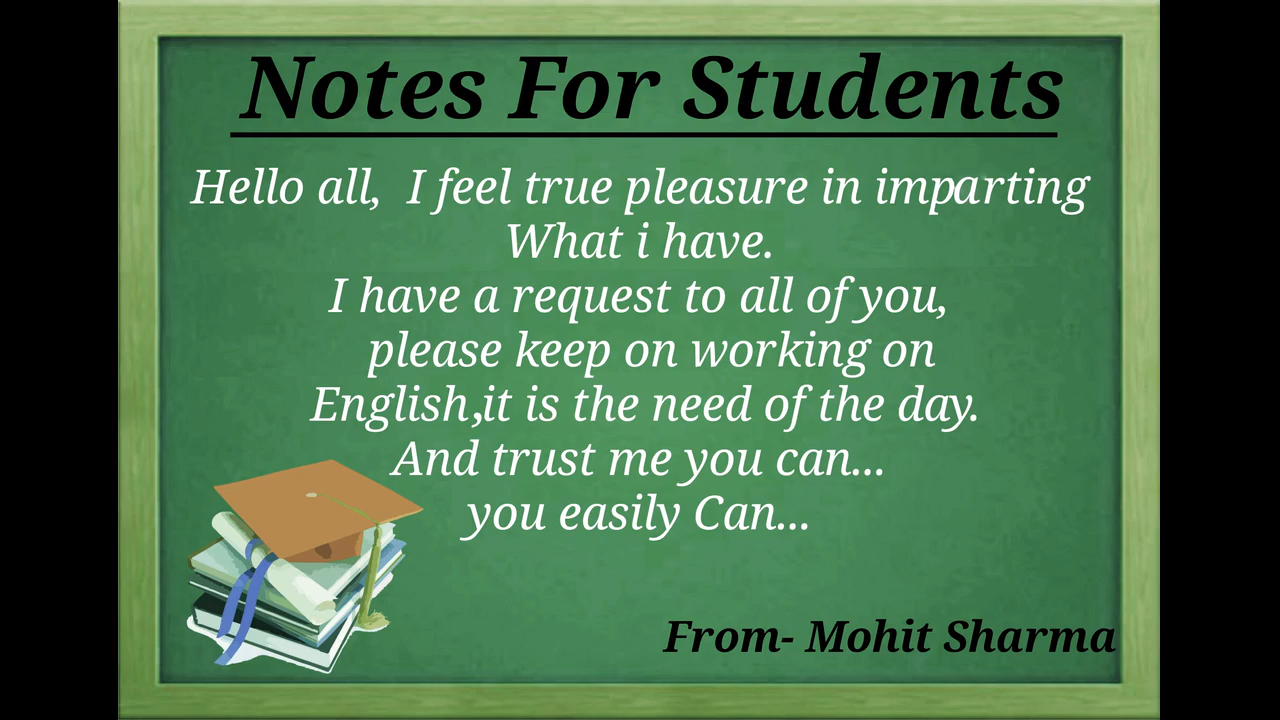 Notes For Students
Hello all,  I feel true pleasure in imparting
What i have.
I have a request to all of you,
please keep on working on
English,it is the need of the day.
And trust me you can...
you easily Can...
From- Mohit Sharma